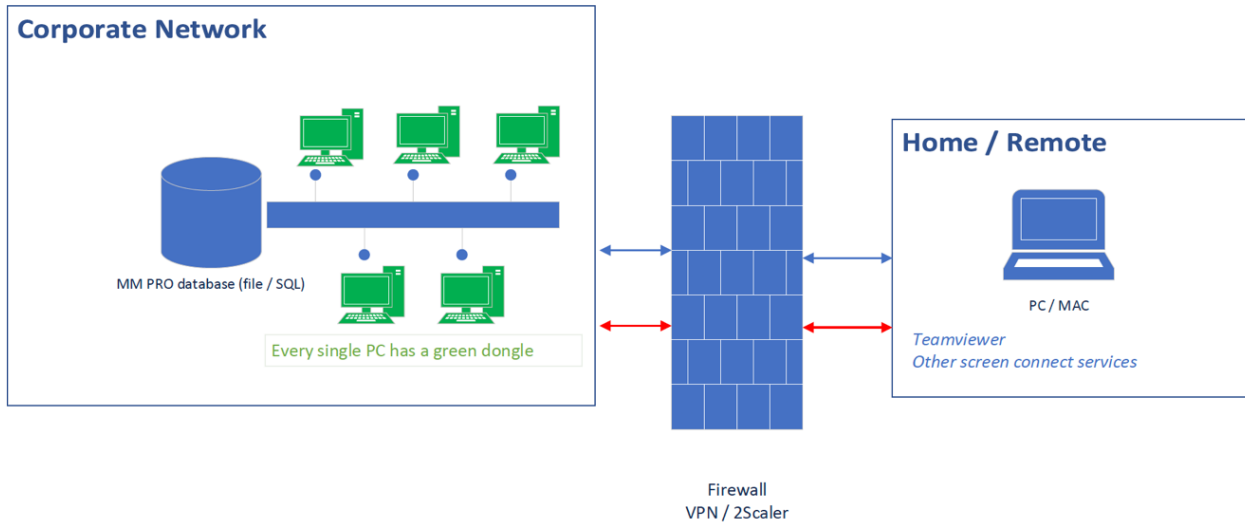 Corporate Network
MM PRO database (file / SQL)
Every single PC has a green dongle
Firewall
VPN / 2Scaler
Home / Remote
PC / MAC
Teamviewer
Other screen connect services